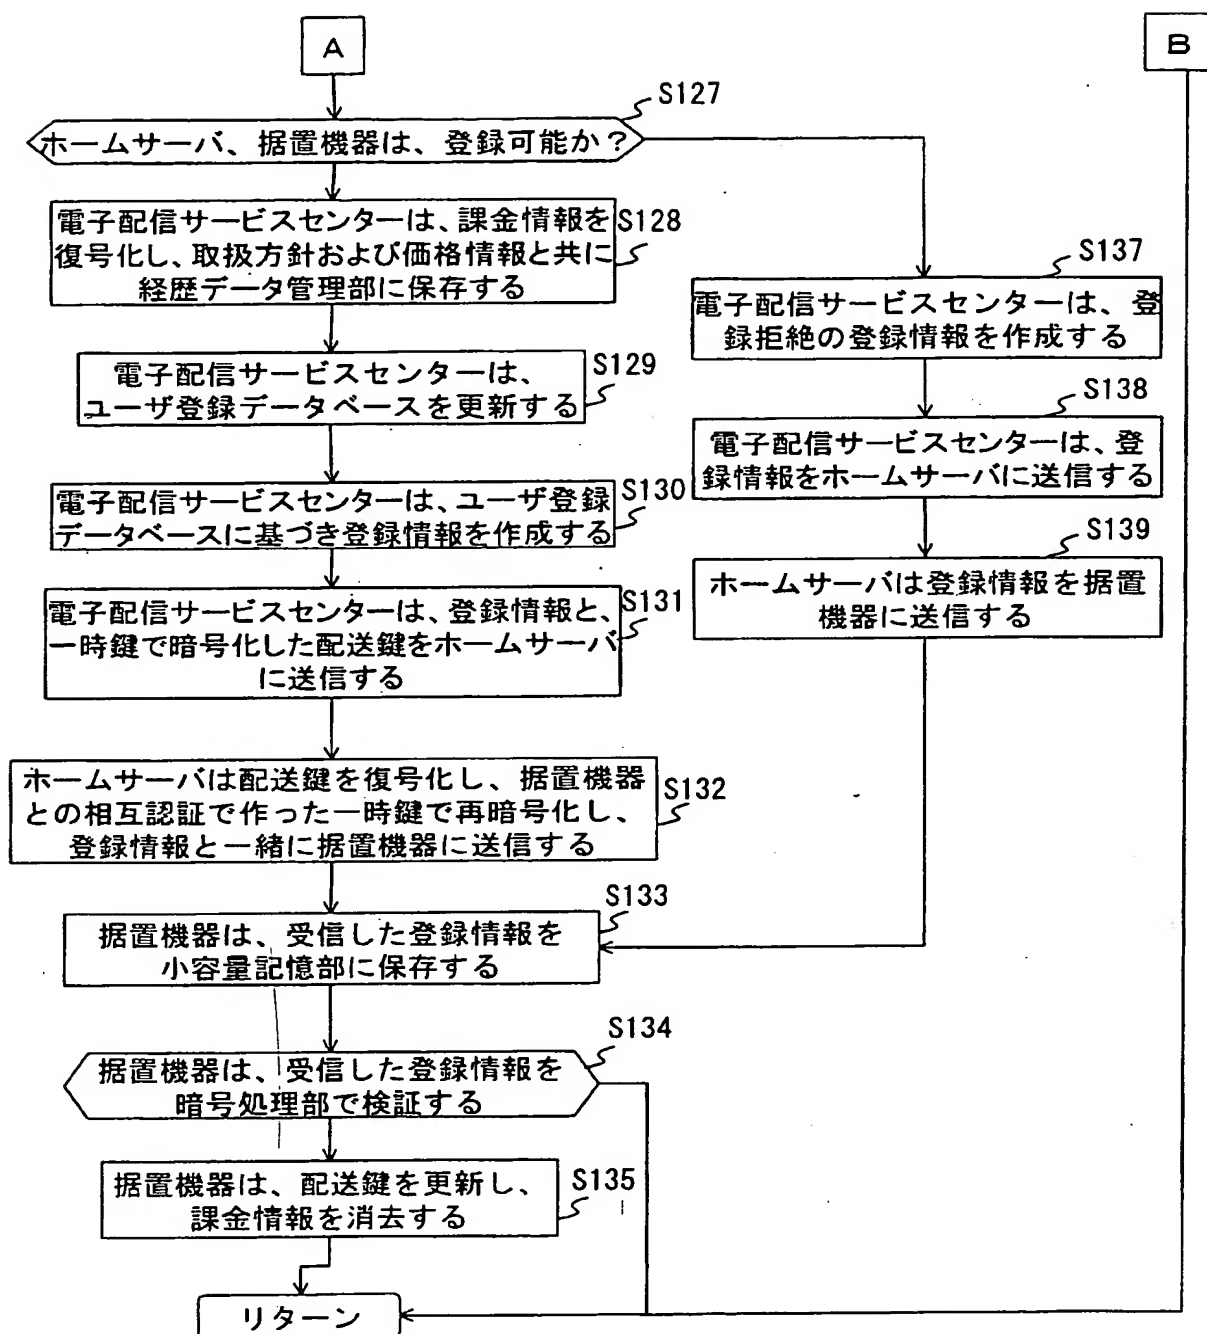 A
B
S127
ホームサーバ、据置機器は、登録可能か？
電子配信サービスセンターは、課金情報を
復号化し、取扱方針および価格情報と共に
経歴データ管理部に保存する
S128
電子配信サービスセンターは、
ユーザ登録データベースを更新する
S129
電子配信サービスセンターは、ユーザ登録
データベースに基づき登録情報を作成する
S130
電子配信サービスセンターは、登録情報と、
一時鍵で暗号化した配送鍵をホームサーバ
に送信する
S131
ホームサーバは配送鍵を復号化し、据置機器
との相互認証で作った一時鍵で再暗号化し、
登録情報と一緒に据置機器に送信する
S132
S133
据置機器は、受信した登録情報を
小容量記憶部に保存する
S134
据置機器は、受信した登録情報を
暗号処理部で検証する
据置機器は、配送鍵を更新し、
課金情報を消去する
S135
リターン
S137
電子配信サービスセンターは、登
録拒絶の登録情報を作成する
S138
電子配信サービスセンターは、登
録情報をホームサーバに送信する
S139
ホームサーバは登録情報を据置
機器に送信する